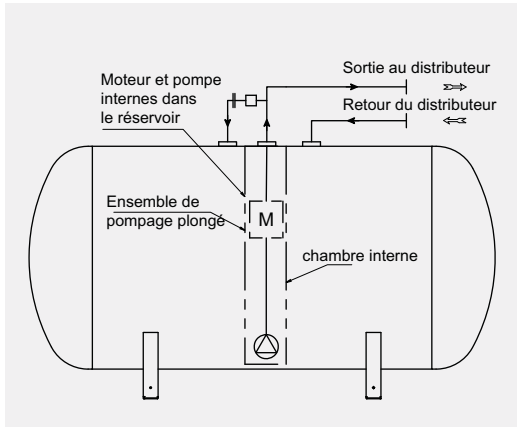 Sortie au distributeur
Moteur et pompe
internes dans
le réservoir
Retour du distributeur
Ensemble de
pompage plongé
M
chambre interne